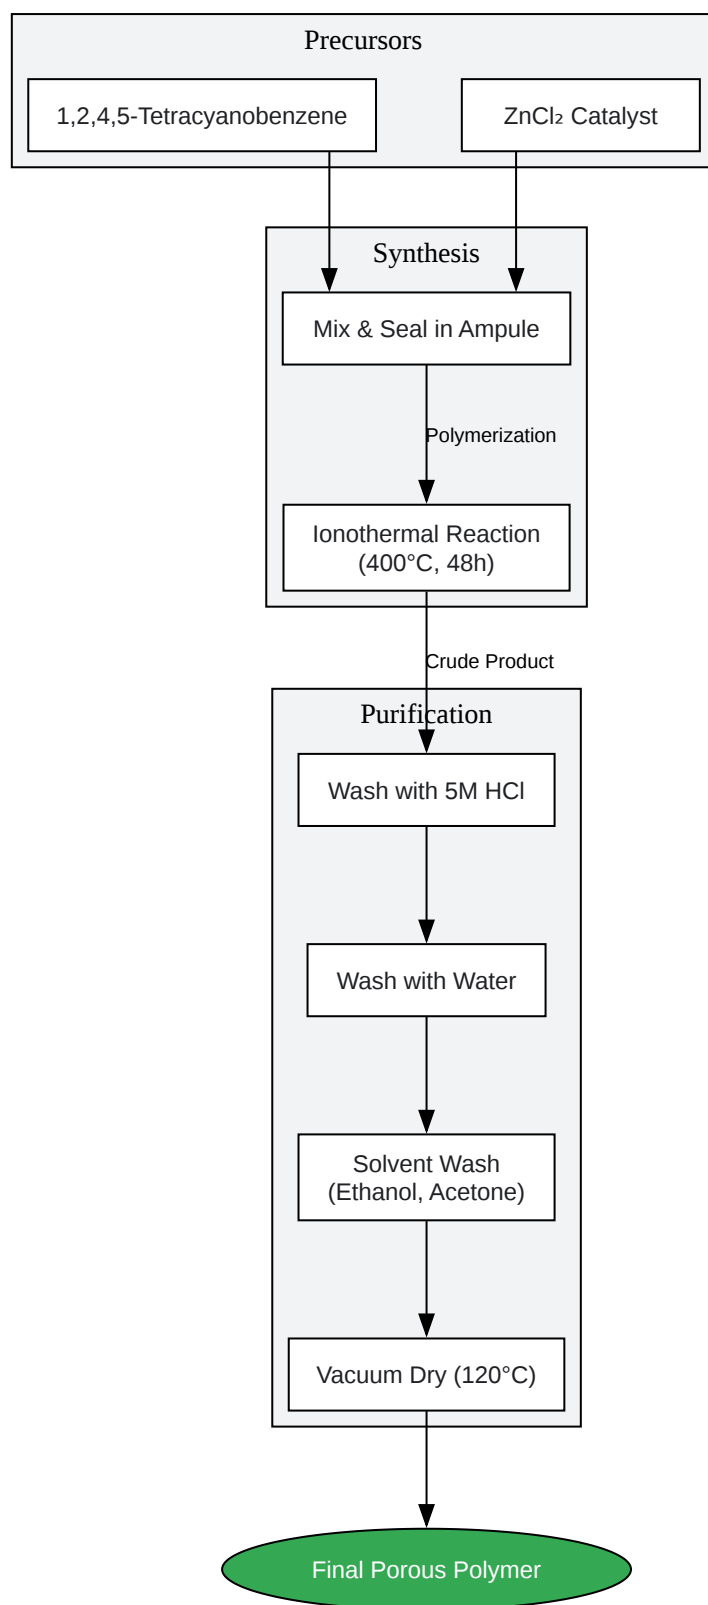 Precursors
1,2,4,5-Tetracyanobenzene
ZnCl₂ Catalyst
Synthesis
Mix & Seal in Ampule
Polymerization
Ionothermal Reaction
(400°C, 48h)
Crude Product
Purification
Wash with 5M HCl
Wash with Water
Solvent Wash
(Ethanol, Acetone)
Vacuum Dry (120°C)
Final Porous Polymer